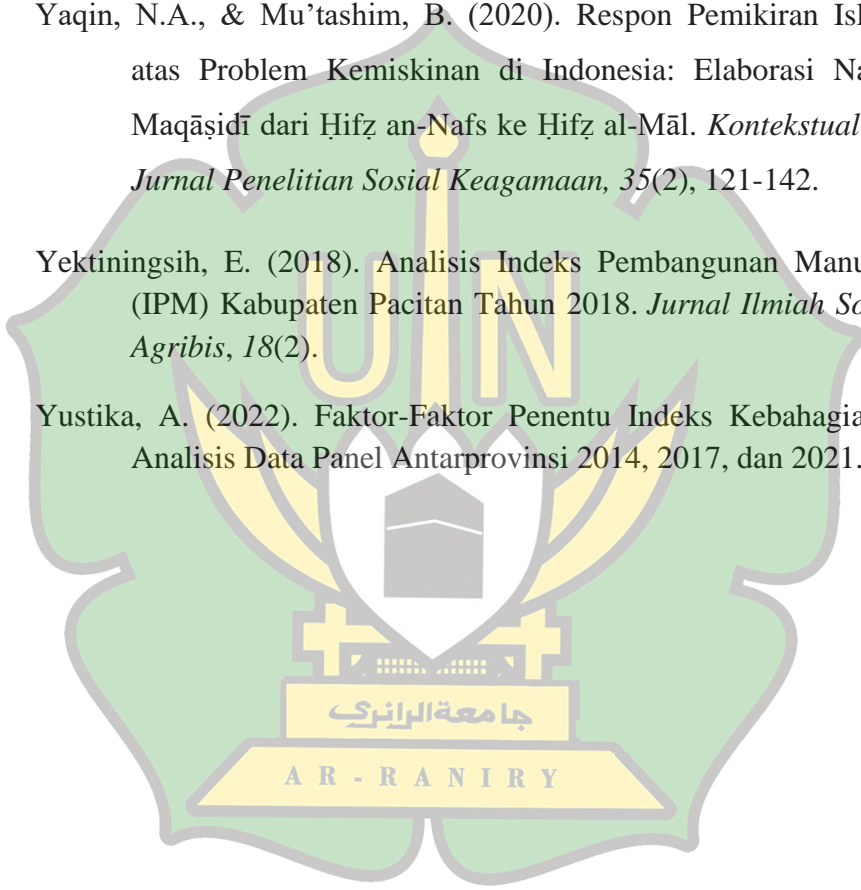 Yaqin, N.A., & Mu’tashim, B. (2020). Respon Pemikiran Isl
atas Problem Kemiskinan di Indonesia: Elaborasi Na
Maqāṣidī dari Ḥifẓ an-Nafs ke Ḥifẓ al-Māl. Kontekstual
Jurnal Penelitian Sosial Keagamaan, 35(2), 121-142.
Yektiningsih, E. (2018). Analisis Indeks Pembangunan Manu
(IPM) Kabupaten Pacitan Tahun 2018. Jurnal Ilmiah So
Agribis, 18(2).
Yustika, A. (2022). Faktor-Faktor Penentu Indeks Kebahagia
Analisis Data Panel Antarprovinsi 2014, 2017, dan 2021.
UIN
جامعة الرانري
AR-RANIRY